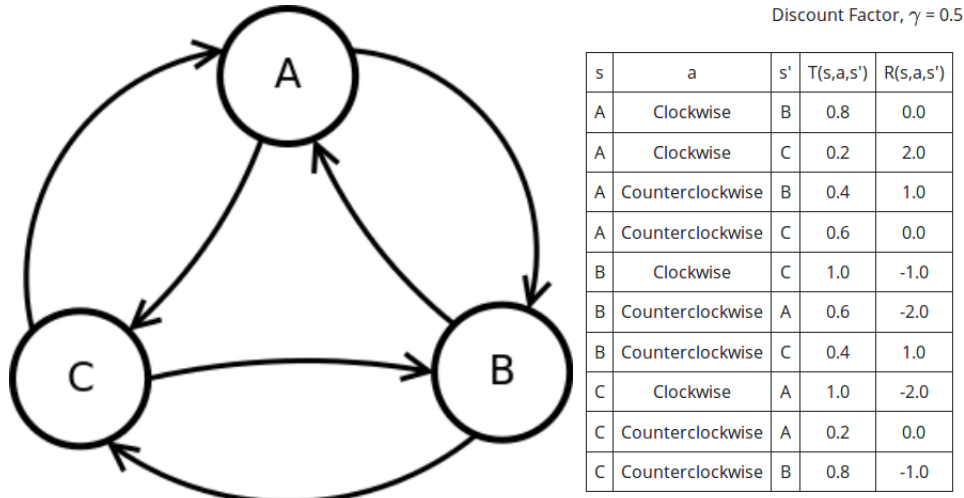 Discount Factor, γ = 0.5
A
C
B
s a s' T(s,a,s') R(s,a,s')
A Clockwise B 0.8 0.0
A Clockwise C 0.2 2.0
A Counterclockwise B 0.4 1.0
A Counterclockwise C 0.6 0.0
B Clockwise C 1.0 -1.0
B Counterclockwise A 0.6 -2.0
B Counterclockwise C 0.4 1.0
C Clockwise A 1.0 -2.0
C Counterclockwise A 0.2 0.0
C Counterclockwise B 0.8 -1.0